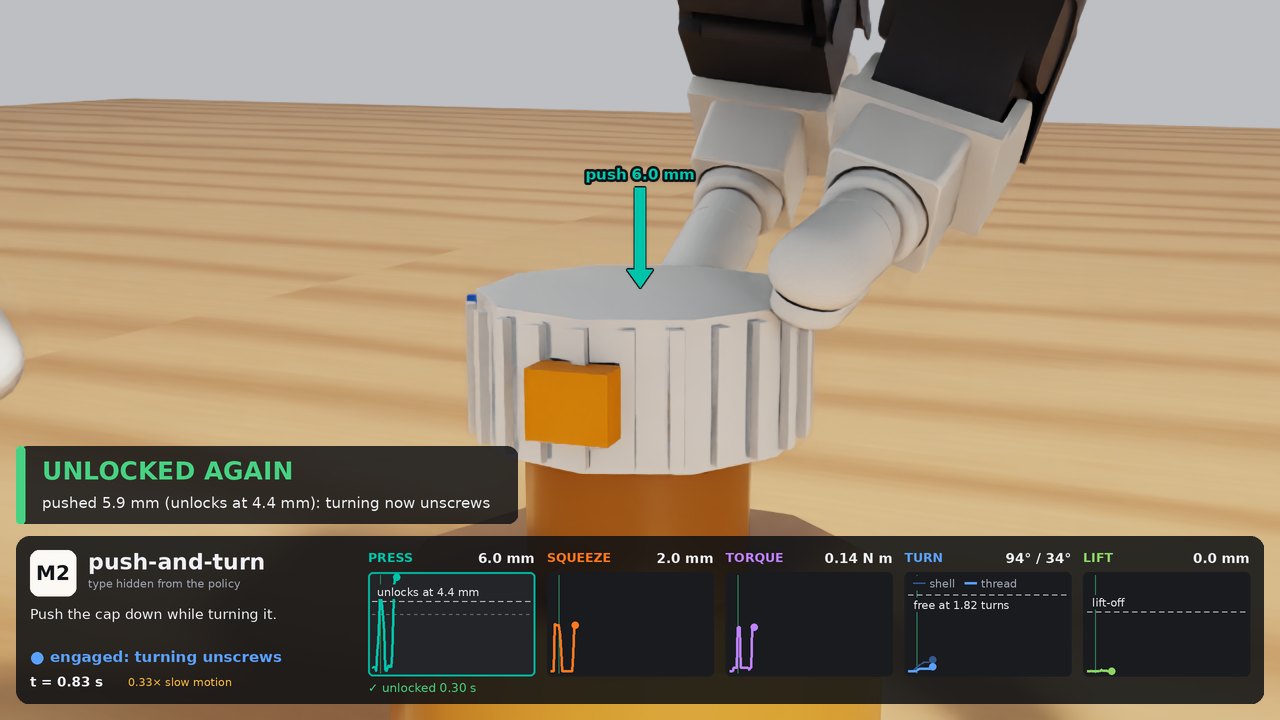 push 6.0 mm
UNLOCKED AGAIN
pushed 5.9 mm (unlocks at 4.4 mm): turning now unscrews
M2
push-and-turn
type hidden from the policy
Push the cap down while turning it.
engaged: turning unscrews
t = 0.83 s 0.33× slow motion
PRESS 6.0 mm
unlocks at 4.4 mm
✓ unlocked 0.30 s
SQUEEZE 2.0 mm
TORQUE 0.14 N m
TURN 94° / 34°
shell thread
free at 1.82 turns
LIFT 0.0 mm
lift-off